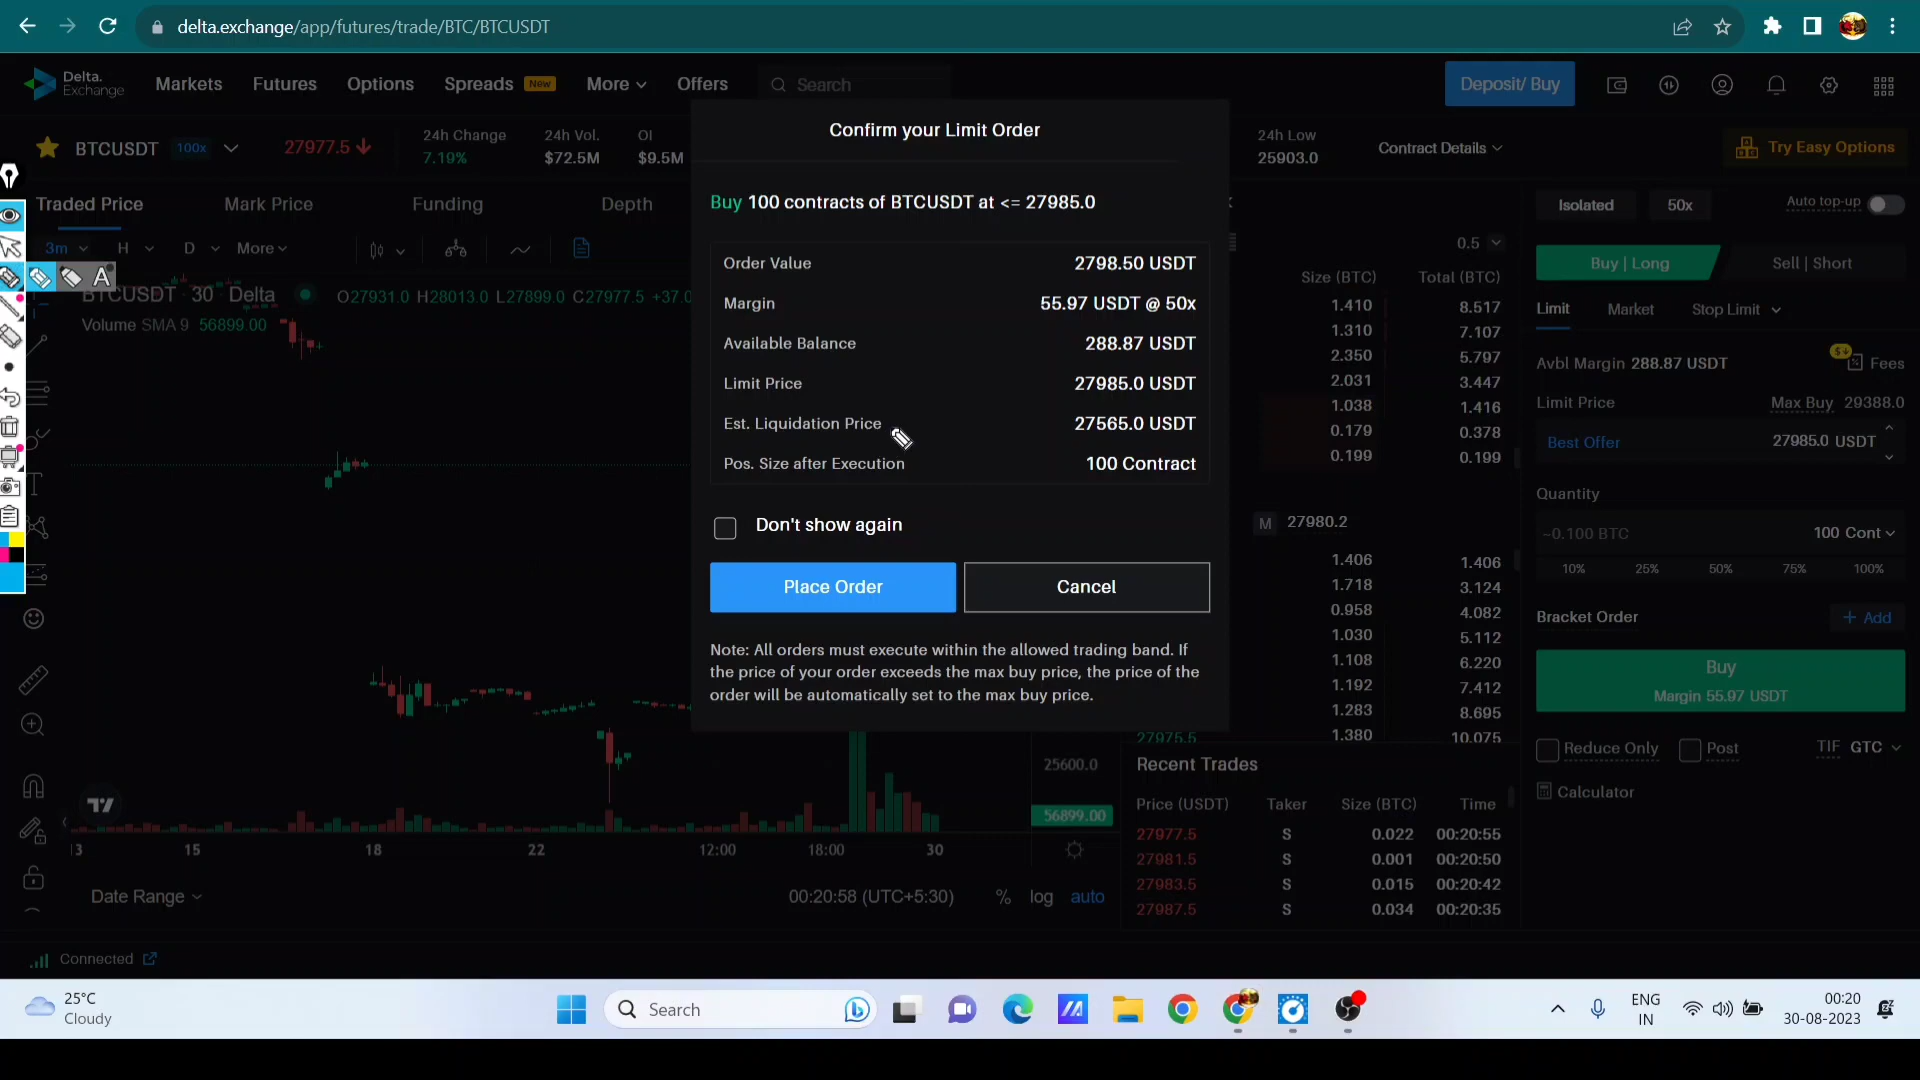 delta.exchange/app/futures/trade/BTC/BTCUSDT
Delta. Exchange Markets Futures Options Spreads New More Offers Search Deposit/ Buy
BTCUSDT 100x 27977.5
24h Change 7.19%
24h Vol. $72.5M
OI $9.5M
24h Low 25903.0
Contract Details
Try Easy Options
Traded Price Mark Price Funding Depth
3m H D More
A
BTCUSDT · 30 Delta O27931.0 H28013.0 L27899.0 C27977.5 +37.0
Volume SMA 9 56899.00
Confirm your Limit Order
Buy 100 contracts of BTCUSDT at <= 27985.0
Order Value 2798.50 USDT
Margin 55.97 USDT @ 50x
Available Balance 288.87 USDT
Limit Price 27985.0 USDT
Est. Liquidation Price 27565.0 USDT
Pos. Size after Execution 100 Contract
Don't show again
Place Order Cancel
Note: All orders must execute within the allowed trading band. If
the price of your order exceeds the max buy price, the price of the
order will be automatically set to the max buy price.
0.5
Size (BTC) Total (BTC)
1.410 8.517
1.310 7.107
2.350 5.797
2.031 3.447
1.038 1.416
0.179 0.378
0.199 0.199
M 27980.2
1.406 1.406
1.718 3.124
0.958 4.082
1.030 5.112
1.108 6.220
1.192 7.412
1.283 8.695
27975.5 1.380 10.075
Recent Trades
Price (USDT) Taker Size (BTC) Time
27977.5 S 0.022 00:20:55
27981.5 S 0.001 00:20:50
27983.5 S 0.015 00:20:42
27987.5 S 0.034 00:20:35
Isolated 50x Auto top-up
Buy | Long Sell | Short
Limit Market Stop Limit
Avbl Margin 288.87 USDT Fees
Limit Price Max Buy 29388.0
Best Offer 27985.0 USDT
Quantity
~0.100 BTC 100 Cont
10% 25% 50% 75% 100%
Bracket Order + Add
Buy
Margin 55.97 USDT
Reduce Only Post TIF GTC
Calculator
25600.0
56899.00
13 15 18 22 12:00 18:00 30
Date Range 00:20:58 (UTC+5:30) % log auto
Connected
25°C
Cloudy
Search
ENG
IN
00:20
30-08-2023